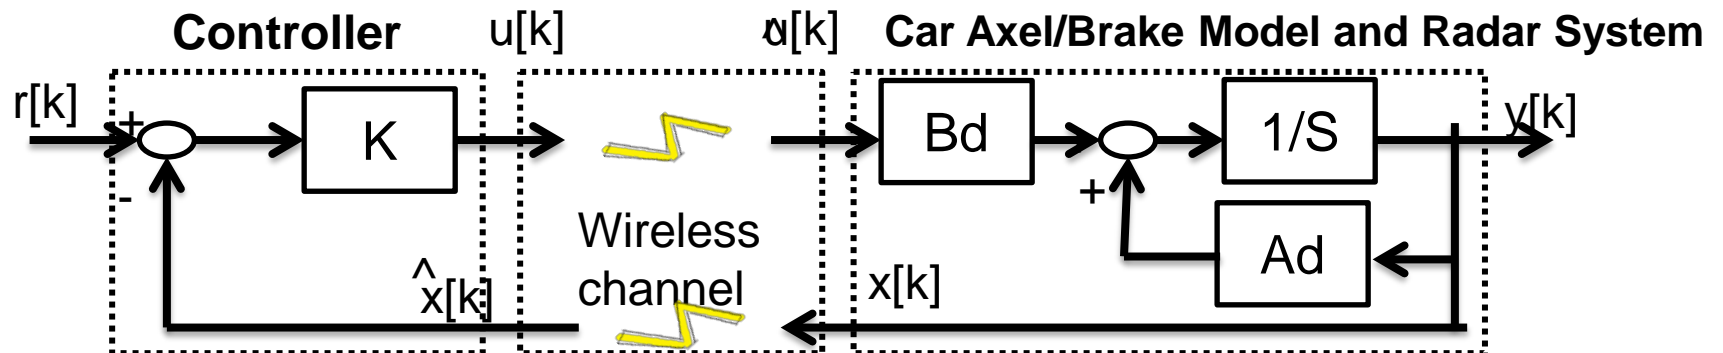 Controller u[k] û[k] Car Axel/Brake Model and Radar System
r[k] + K Bd 1/S y[k]
- + Ad
Wireless
channel
x̂[k] x[k]